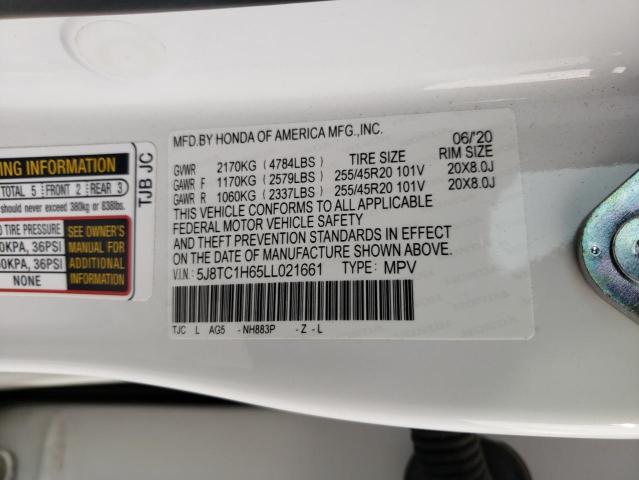 MFD.BY HONDA OF AMERICA MFG.,INC.
06/'20
GVWR 2170KG (4784LBS) TIRE SIZE RIM SIZE
GAWR F 1170KG (2579LBS) 255/45R20 101V 20X8.0J
GAWR R 1060KG (2337LBS) 255/45R20 101V 20X8.0J
THIS VEHICLE CONFORMS TO ALL APPLICABLE
FEDERAL MOTOR VEHICLE SAFETY
AND THEFT PREVENTION STANDARDS IN EFFECT
ON THE DATE OF MANUFACTURE SHOWN ABOVE.
V.I.N: 5J8TC1H65LL021661 TYPE: MPV
TJC L AG5 -NH883P -Z -L
TJB JC
ING INFORMATION
TOTAL 5 FRONT 2 REAR 3
should never exceed 380kg or 838lbs.
TIRE PRESSURE
0KPA, 36PSI
0KPA, 36PSI
NONE
SEE OWNER'S
MANUAL FOR
ADDITIONAL
INFORMATION